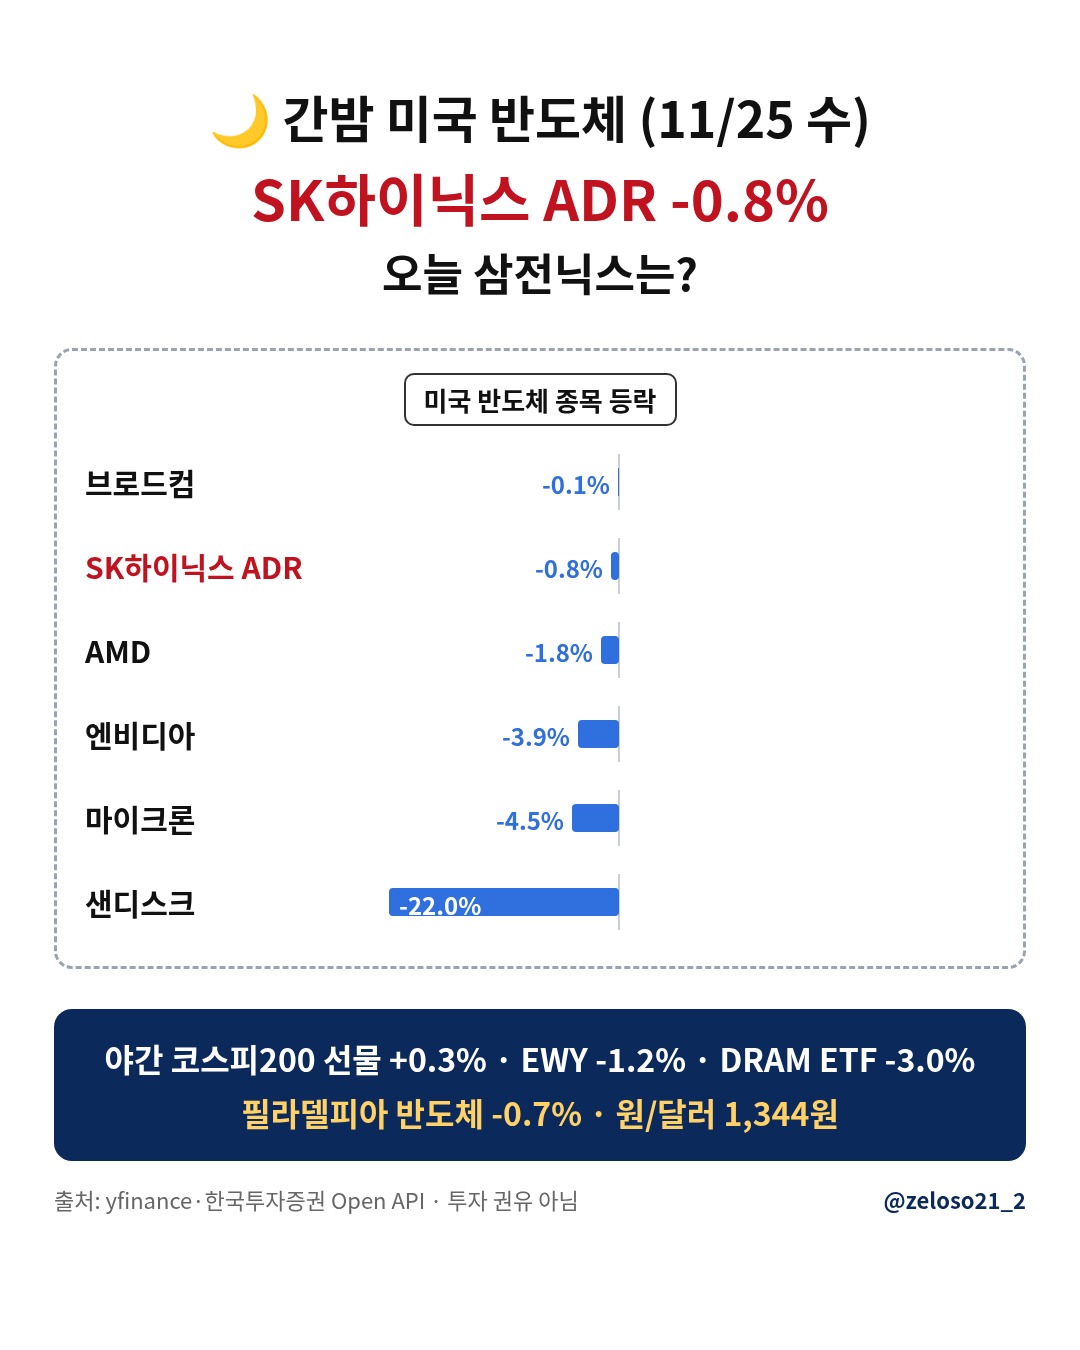 🌙 간밤 미국 반도체 (11/25 수)
SK하이닉스 ADR -0.8%
오늘 삼전닉스는?
미국 반도체 종목 등락
브로드컴 -0.1%
SK하이닉스 ADR -0.8%
AMD -1.8%
엔비디아 -3.9%
마이크론 -4.5%
샌디스크 -22.0%
야간 코스피200 선물 +0.3% · EWY -1.2% · DRAM ETF -3.0%
필라델피아 반도체 -0.7% · 원/달러 1,344원
출처: yfinance·한국투자증권 Open API · 투자 권유 아님 @zeloso21_2